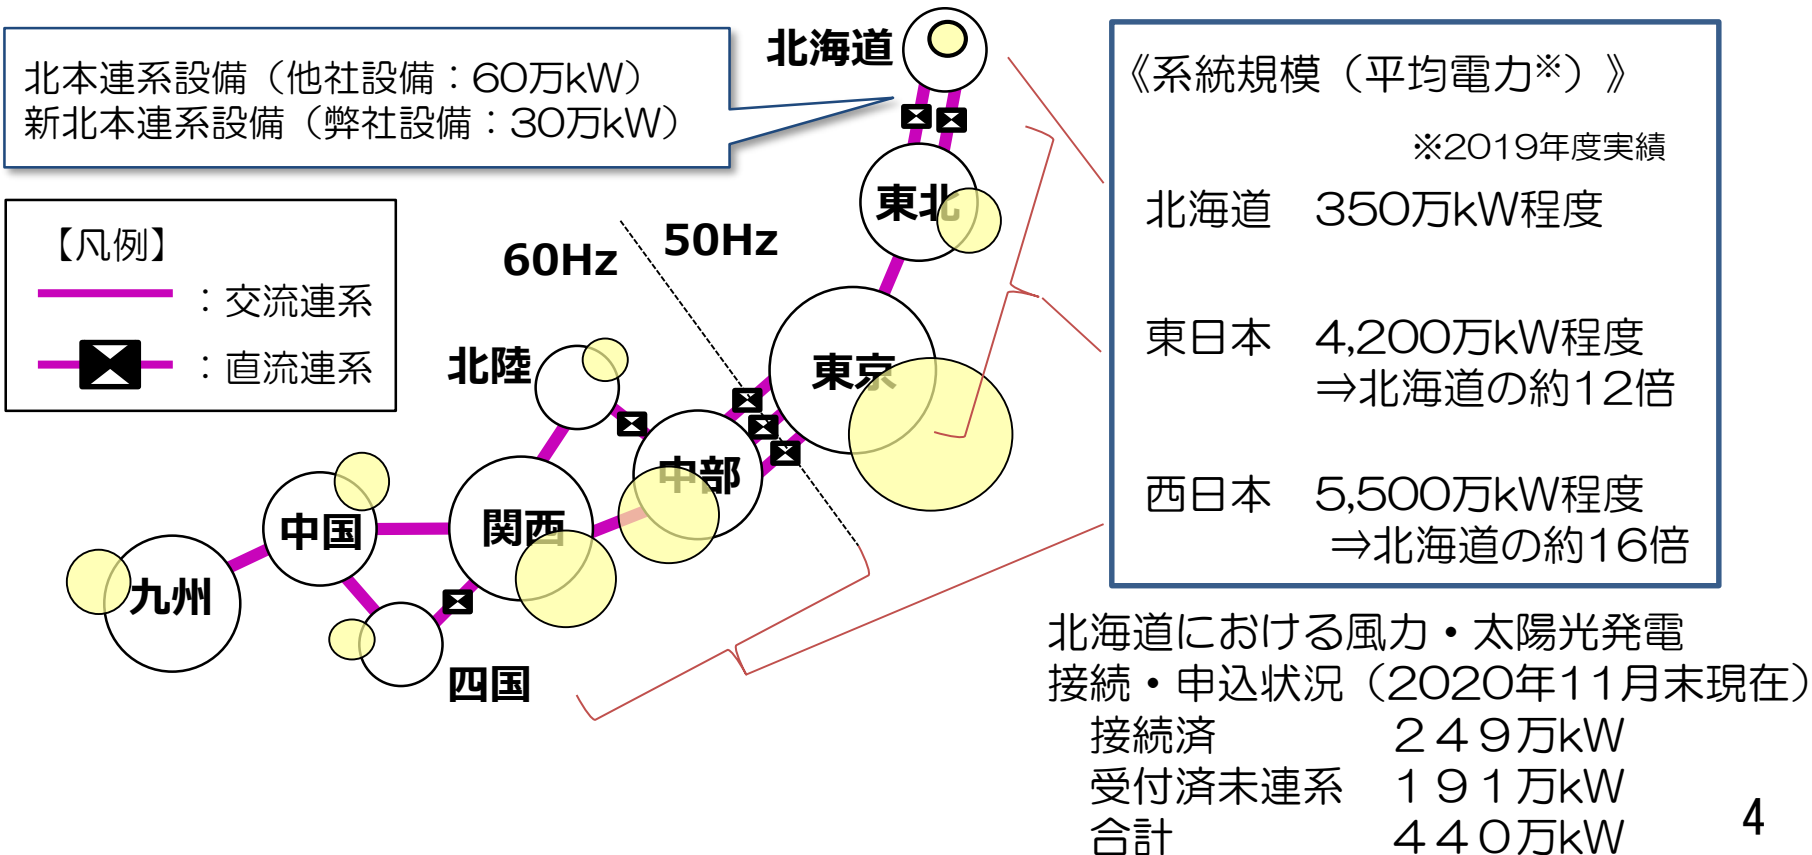 北本連系設備（他社設備：60万kW）
新北本連系設備（弊社設備：30万kW）
【凡例】
：交流連系
：直流連系
北海道
東北
50Hz
60Hz
東京
北陸
中部
関西
中国
九州
四国
《系統規模（平均電力※）》
※2019年度実績
北海道　350万kW程度
東日本　4,200万kW程度
⇒北海道の約12倍
西日本　5,500万kW程度
⇒北海道の約16倍
北海道における風力・太陽光発電
接続・申込状況（2020年11月末現在）
接続済　２４９万kW
受付済未連系　１９１万kW
合計　４４０万kW
4